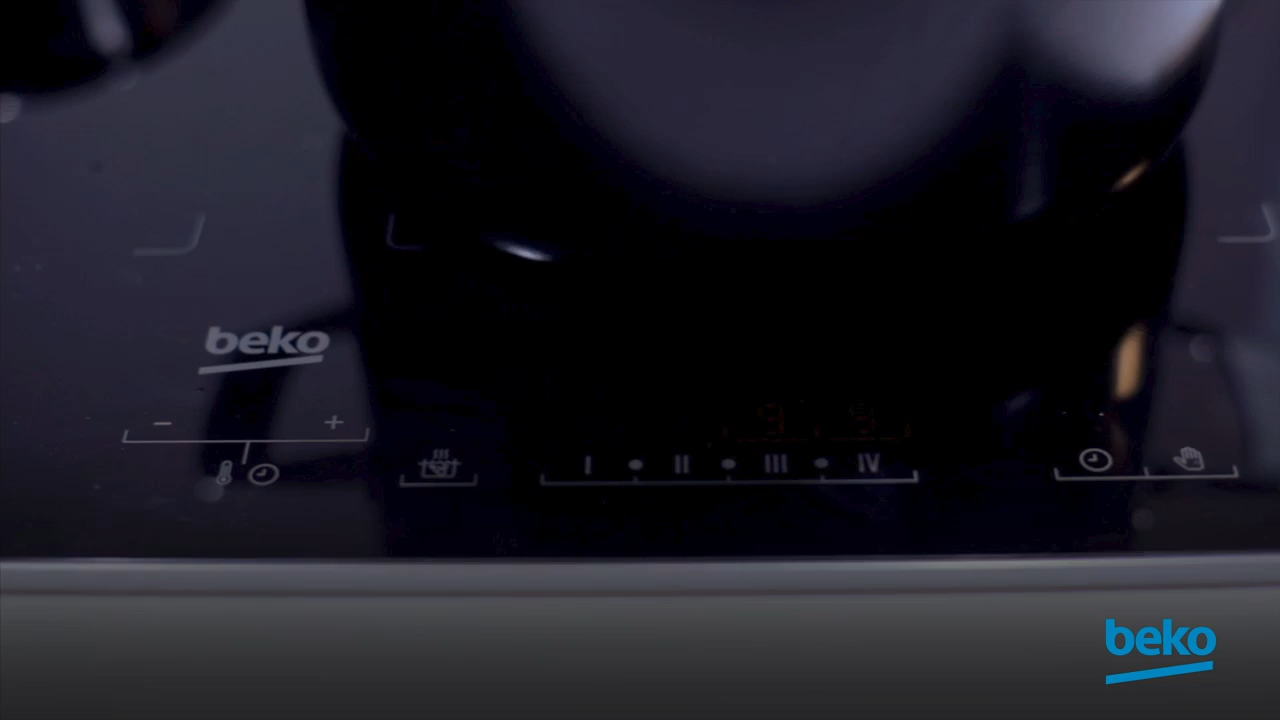 beko
- +
I • II • III • IV
beko